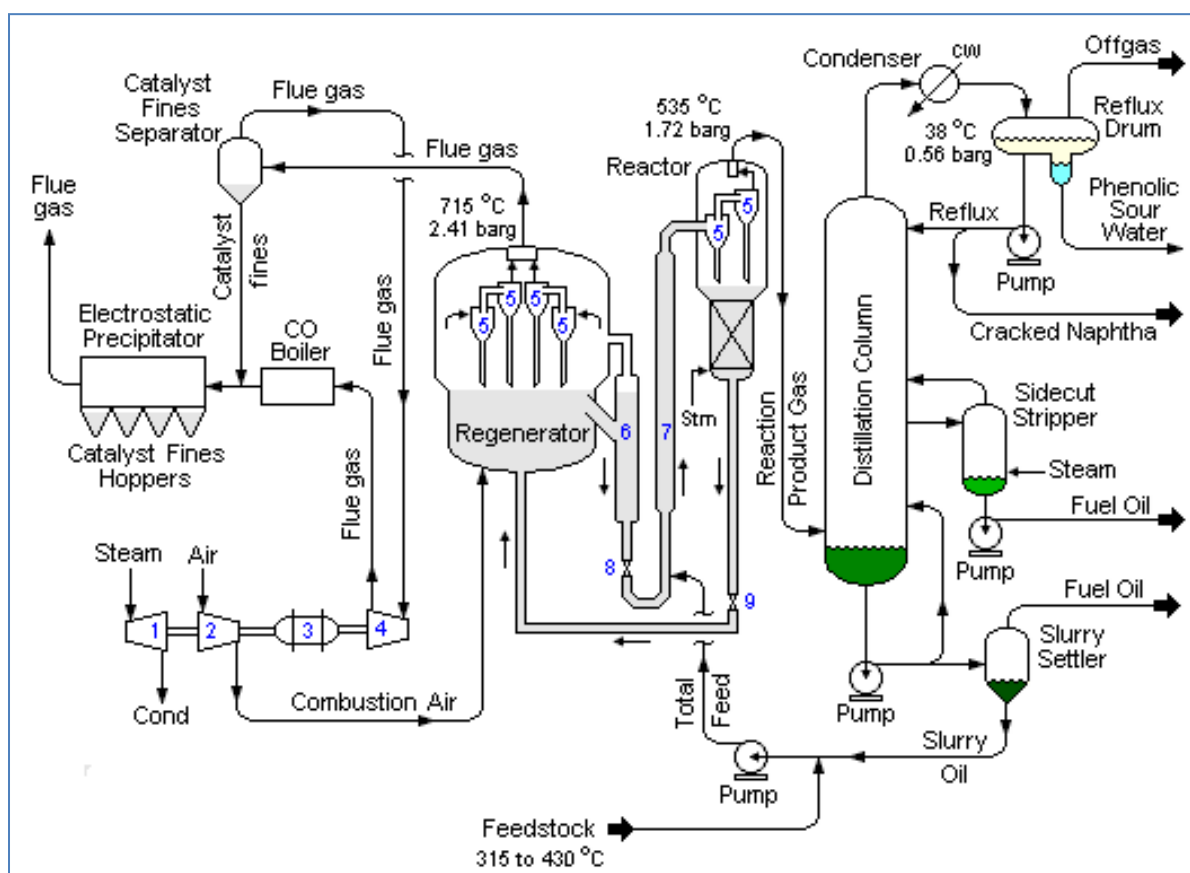 Offgas
Condenser
CW
Catalyst
Fines
Separator
Flue gas
535 °C
1.72 barg
Reflux
Drum
38 °C
0.56 barg
Flue gas
Reactor
Flue
gas
715 °C
2.41 barg
5
5
Reflux
Phenolic
Sour
Water
Catalyst
fines
Flue gas
Pump
Electrostatic
Precipitator
CO
Boiler
5
5
5
5
Cracked Naphtha
Distillation Column
Stm
Reaction
Product Gas
Sidecut
Stripper
Regenerator
6
7
Catalyst Fines
Hoppers
Flue gas
Steam
Fuel Oil
Steam
Air
Pump
8
9
Fuel Oil
1
2
3
4
Slurry
Settler
Cond
Combustion Air
Total
Feed
Pump
Slurry
Oil
Pump
Feedstock
315 to 430 °C